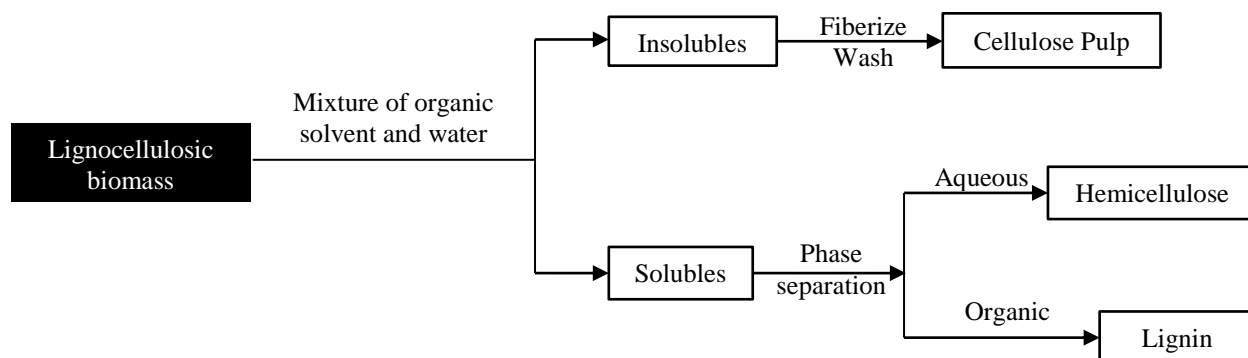 Lignocellulosic
biomass
Mixture of organic
solvent and water
Insolubles
Fiberize
Wash
Cellulose Pulp
Solubles
Phase
separation
Aqueous
Hemicellulose
Organic
Lignin